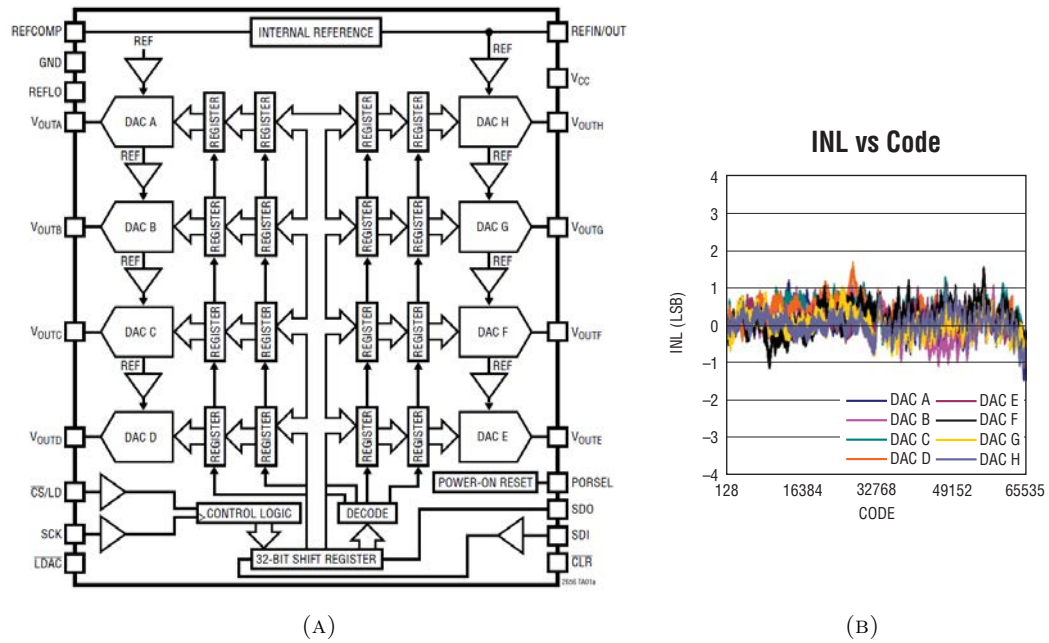 REFCOMP
INTERNAL REFERENCE
REFIN/OUT
REF
REF
GND
VCC
REFLO
VOUTA
DAC A
REGISTER
REGISTER
REGISTER
REGISTER
DAC H
VOUTH
REF
REF
VOUTB
DAC B
REGISTER
REGISTER
REGISTER
REGISTER
DAC G
VOUTG
REF
REF
VOUTC
DAC C
REGISTER
REGISTER
REGISTER
REGISTER
DAC F
VOUTF
REF
REF
VOUTD
DAC D
REGISTER
REGISTER
REGISTER
REGISTER
DAC E
VOUTE
POWER-ON RESET
PORSEL
CS/LD
CONTROL LOGIC
DECODE
SDO
SCK
SDI
LDAC
32-BIT SHIFT REGISTER
CLR
2656 TA01a
(A)
INL vs Code
INL (LSB)
4
3
2
1
0
–1
–2
–3
–4
DAC A
DAC B
DAC C
DAC D
DAC E
DAC F
DAC G
DAC H
128 16384 32768 49152 65535
CODE
(B)